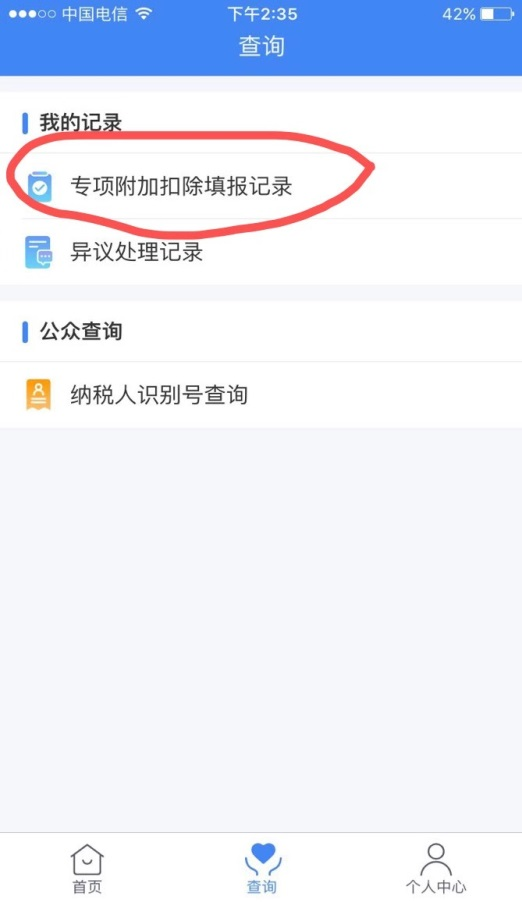 中国电信 下午2:35 42%
查询
我的记录
专项附加扣除填报记录
异议处理记录
公众查询
纳税人识别号查询
首页 查询 个人中心